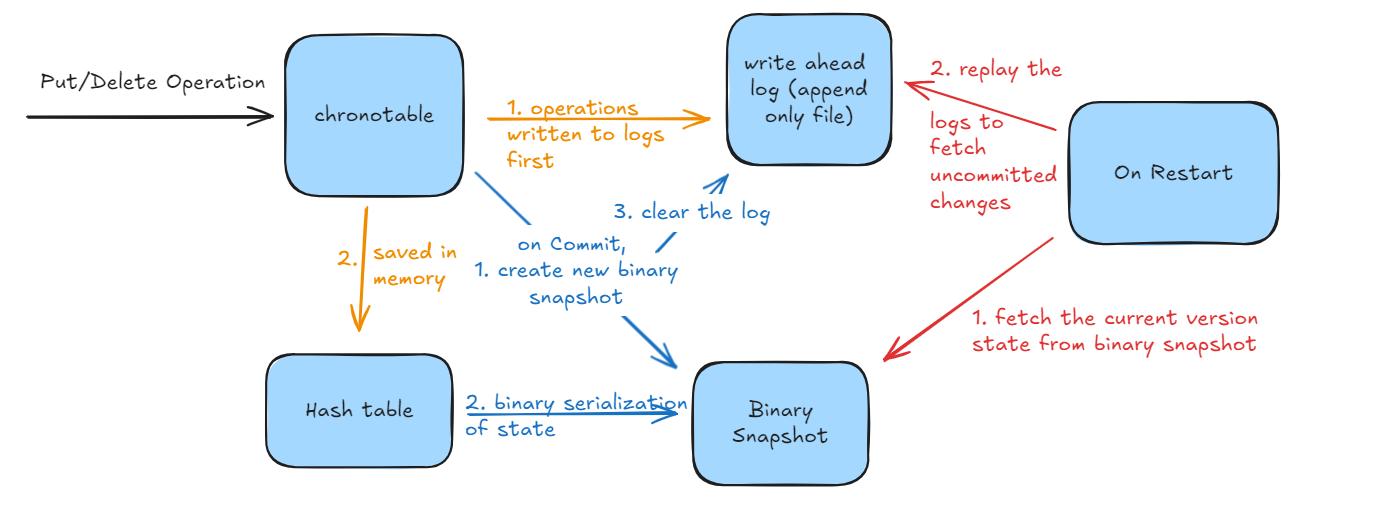 Put/Delete Operation
chronotable
1. operations
written to logs
first
write ahead
log (append
only file)
2. replay the
logs to
fetch
uncommitted
changes
On Restart
3. clear the log
on Commit,
1. create new binary
snapshot
2. saved in
memory
1. fetch the current version
state from binary snapshot
Hash table
2. binary serialization
of state
Binary
Snapshot